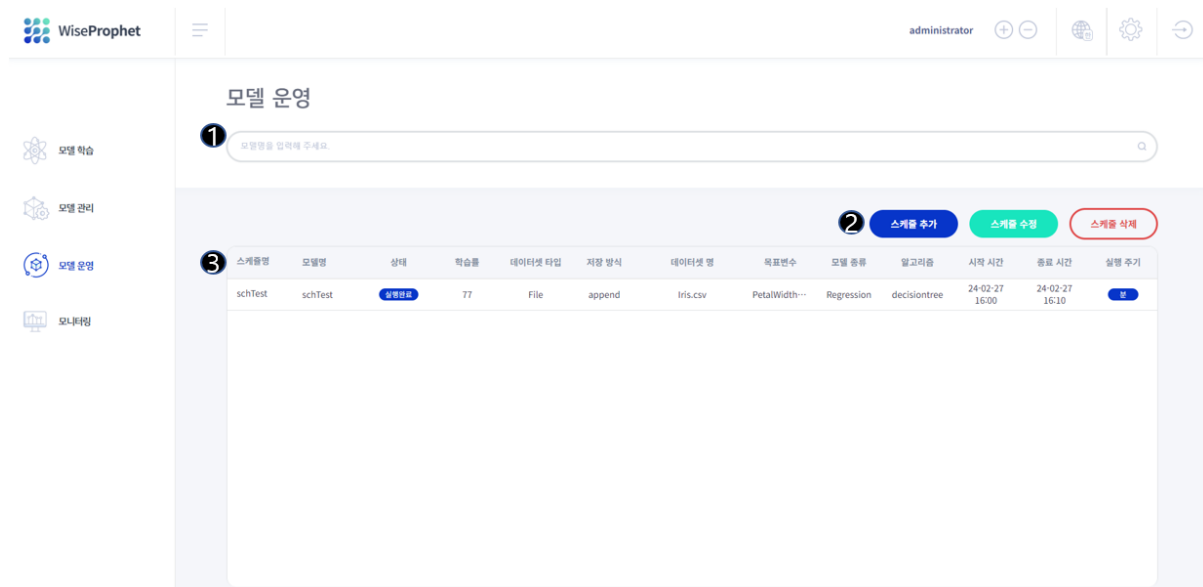 WiseProphet
administrator
모델 운영
1
모델명을 입력해 주세요.
모델 학습
모델 관리
모델 운영
모니터링
2
스케줄 추가
스케줄 수정
스케줄 삭제
3
스케줄명 모델명 상태 학습률 데이터셋 타입 저장 방식 데이터셋 명 목표변수 모델 종류 알고리즘 시작 시간 종료 시간 실행 주기
schTest schTest 실행완료 77 File append Iris.csv PetalWidth··· Regression decisiontree 24-02-27 24-02-27 분
16:00 16:10